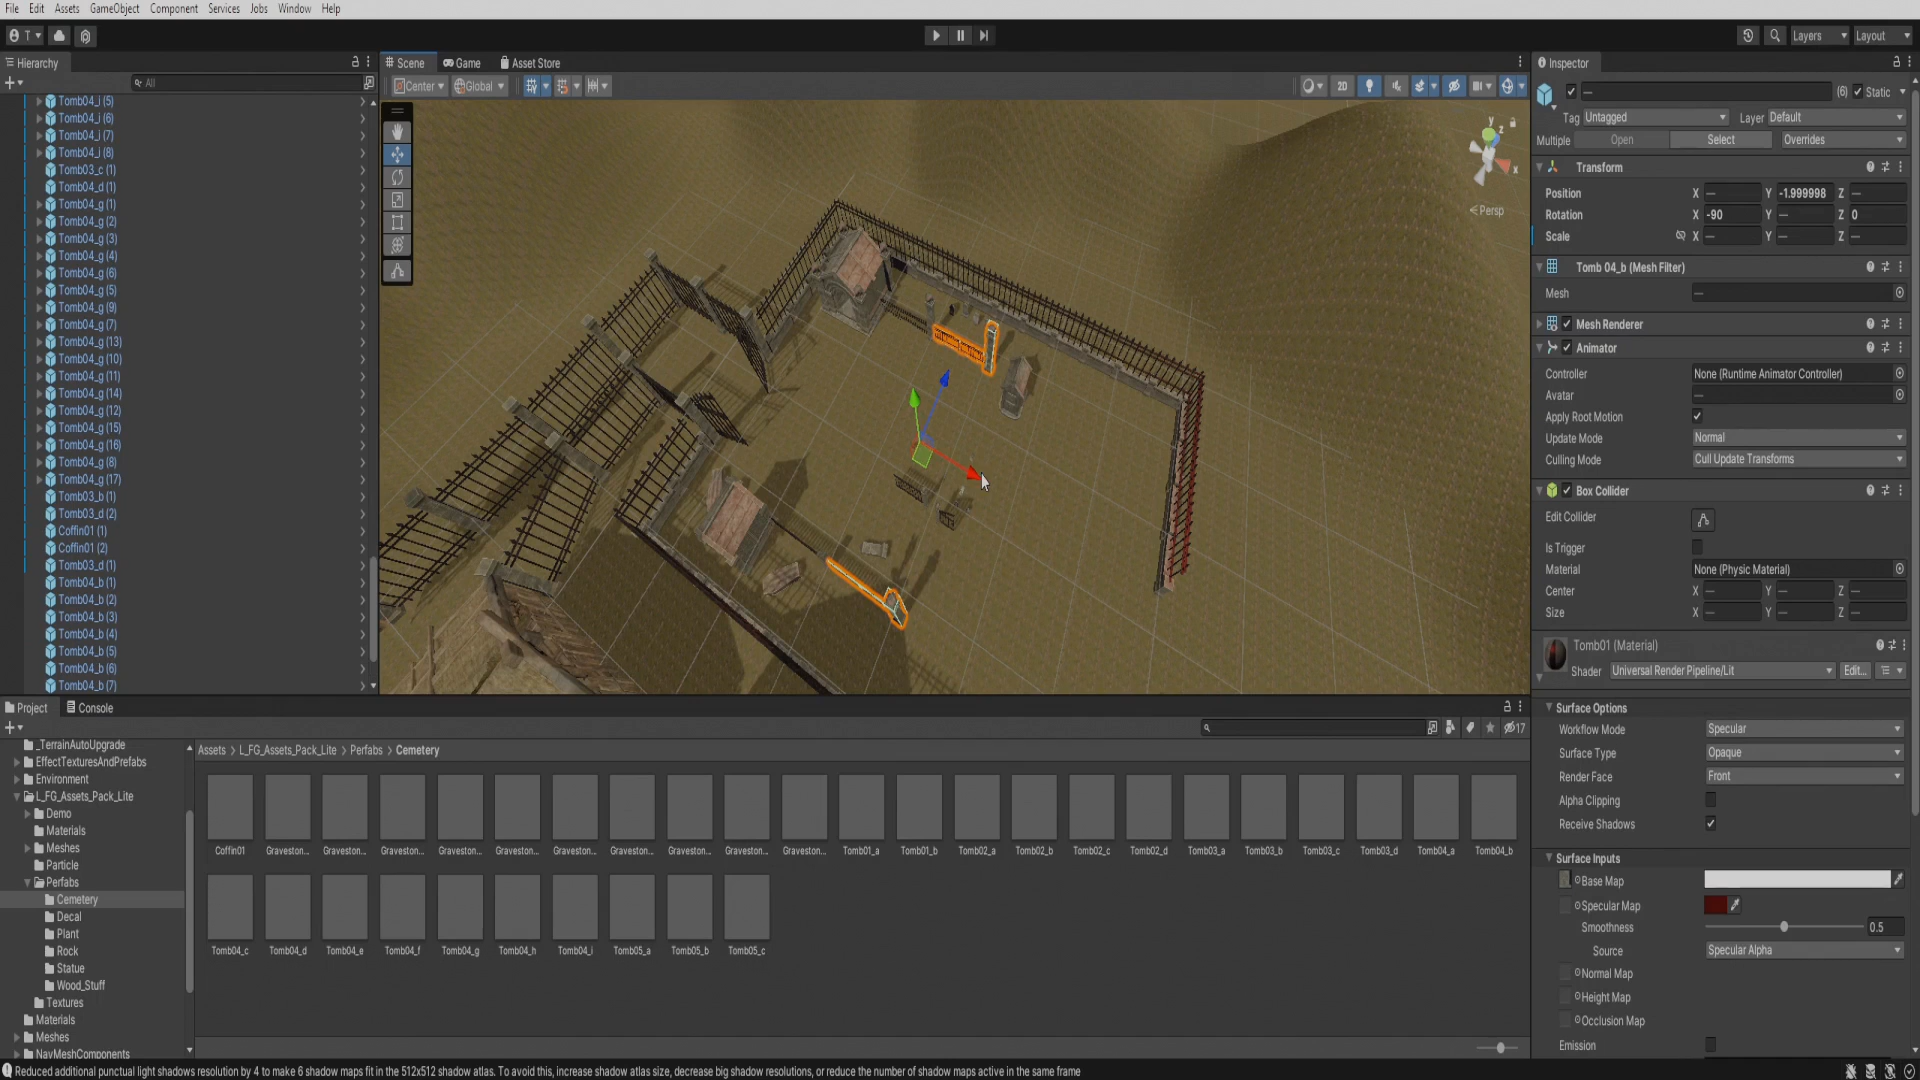 File Edit Assets GameObject Component Services Jobs Window Help
T Layers Layout
Hierarchy
All
Tomb04_i (5)
Tomb04_i (6)
Tomb04_i (7)
Tomb04_i (8)
Tomb03_c (1)
Tomb04_d (1)
Tomb04_g (1)
Tomb04_g (2)
Tomb04_g (3)
Tomb04_g (4)
Tomb04_g (6)
Tomb04_g (5)
Tomb04_g (9)
Tomb04_g (7)
Tomb04_g (13)
Tomb04_g (10)
Tomb04_g (11)
Tomb04_g (14)
Tomb04_g (12)
Tomb04_g (15)
Tomb04_g (16)
Tomb04_g (8)
Tomb04_g (17)
Tomb03_b (1)
Tomb03_d (2)
Coffin01 (1)
Coffin01 (2)
Tomb03_d (1)
Tomb04_b (1)
Tomb04_b (2)
Tomb04_b (3)
Tomb04_b (4)
Tomb04_b (5)
Tomb04_b (6)
Tomb04_b (7)
Scene Game Asset Store
Center Global 2D
y z x
< Persp
Inspector
— (6) Static
Tag Untagged Layer Default
Multiple Open Select Overrides
Transform
Position X — Y -1.999998 Z —
Rotation X -90 Y — Z 0
Scale X — Y — Z —
Tomb 04_b (Mesh Filter)
Mesh —
Mesh Renderer
Animator
Controller None (Runtime Animator Controller)
Avatar —
Apply Root Motion
Update Mode Normal
Culling Mode Cull Update Transforms
Box Collider
Edit Collider
Is Trigger
Material None (Physic Material)
Center X — Y — Z —
Size X — Y — Z —
Tomb01 (Material)
Shader Universal Render Pipeline/Lit Edit...
Surface Options
Workflow Mode Specular
Surface Type Opaque
Render Face Front
Alpha Clipping
Receive Shadows
Surface Inputs
Base Map
Specular Map
Smoothness 0.5
Source Specular Alpha
Normal Map
Height Map
Occlusion Map
Emission
Project Console
17
_TerrainAutoUpgrade
EffectTexturesAndPrefabs
Environment
L_FG_Assets_Pack_Lite
Demo
Materials
Meshes
Particle
Perfabs
Cemetery
Decal
Plant
Rock
Statue
Wood_Stuff
Textures
Materials
Meshes
NavMeshComponents
Assets > L_FG_Assets_Pack_Lite > Perfabs > Cemetery
Coffin01 Graveston... Graveston... Graveston... Graveston... Graveston... Graveston... Graveston... Graveston... Graveston... Graveston... Tomb01_a Tomb01_b Tomb02_a Tomb02_b Tomb02_c Tomb02_d Tomb03_a Tomb03_b Tomb03_c Tomb03_d Tomb04_a Tomb04_b
Tomb04_c Tomb04_d Tomb04_e Tomb04_f Tomb04_g Tomb04_h Tomb04_i Tomb05_a Tomb05_b Tomb05_c
Reduced additional punctual light shadows resolution by 4 to make 6 shadow maps fit in the 512x512 shadow atlas. To avoid this, increase shadow atlas size, decrease big shadow resolutions, or reduce the number of shadow maps active in the same frame